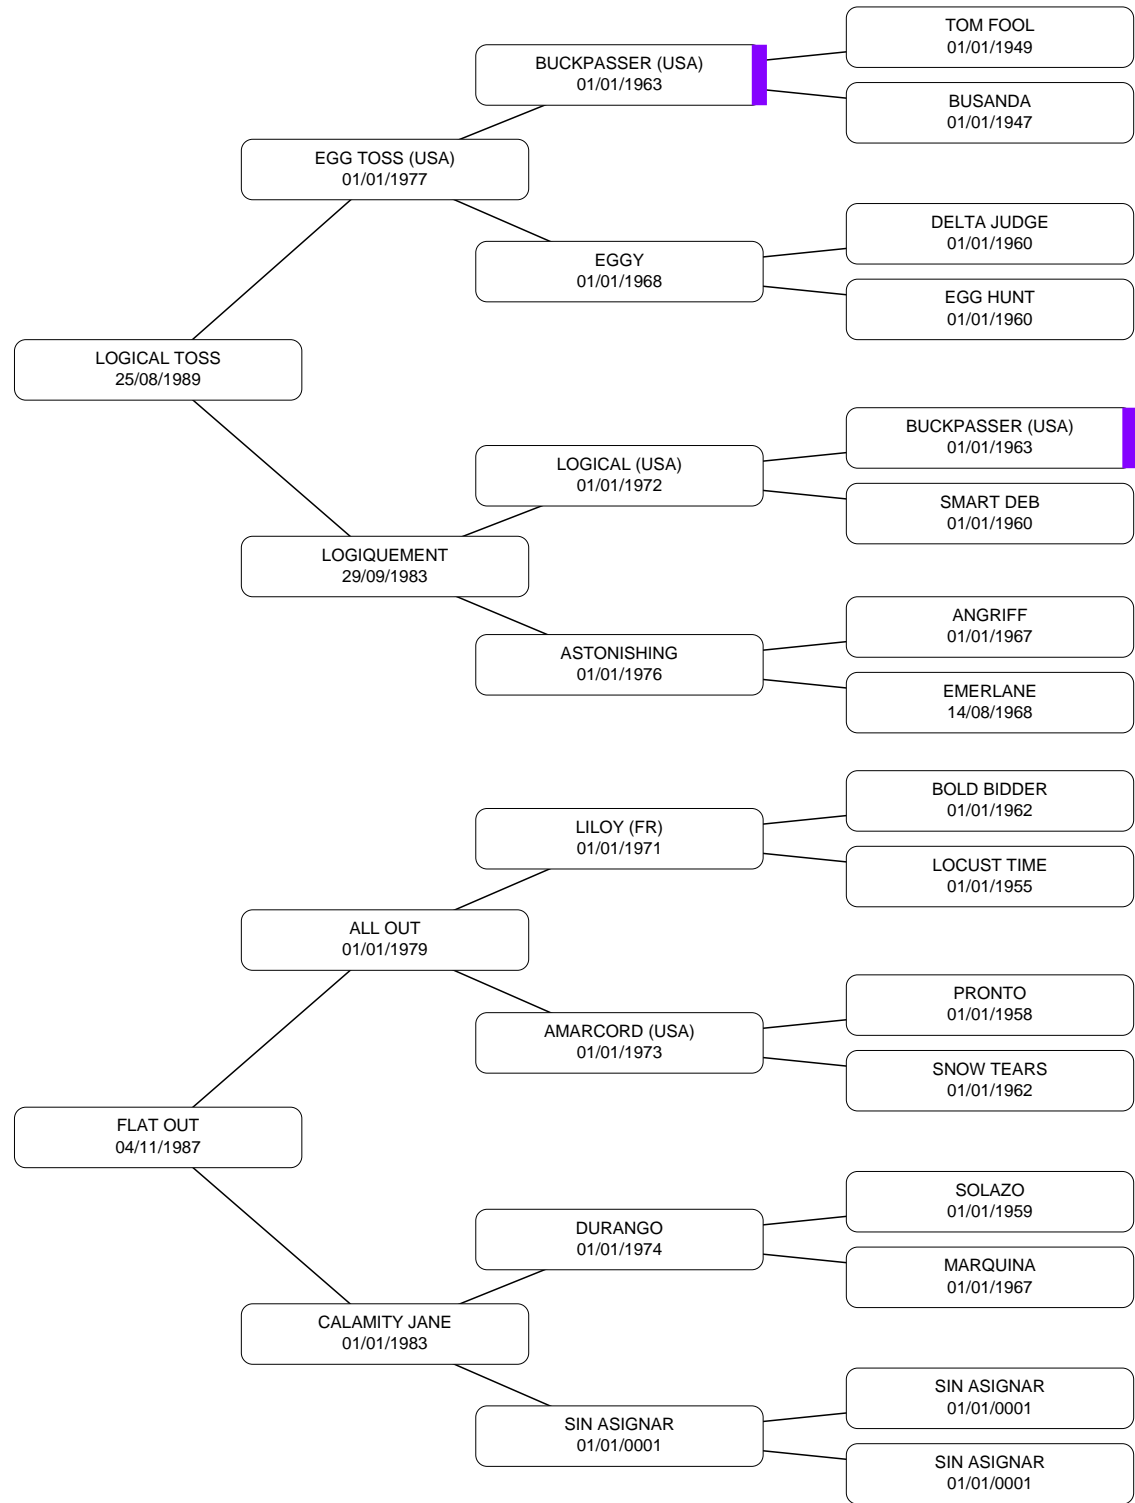 TOM FOOL
01/01/1949
BUCKPASSER (USA)
01/01/1963
BUSANDA
01/01/1947
EGG TOSS (USA)
01/01/1977
DELTA JUDGE
01/01/1960
EGGY
01/01/1968
EGG HUNT
01/01/1960
LOGICAL TOSS
25/08/1989
BUCKPASSER (USA)
01/01/1963
LOGICAL (USA)
01/01/1972
SMART DEB
01/01/1960
LOGIQUEMENT
29/09/1983
ANGRIFF
01/01/1967
ASTONISHING
01/01/1976
EMERLANE
14/08/1968
BOLD BIDDER
01/01/1962
LILOY (FR)
01/01/1971
LOCUST TIME
01/01/1955
ALL OUT
01/01/1979
PRONTO
01/01/1958
AMARCORD (USA)
01/01/1973
SNOW TEARS
01/01/1962
FLAT OUT
04/11/1987
SOLAZO
01/01/1959
DURANGO
01/01/1974
MARQUINA
01/01/1967
CALAMITY JANE
01/01/1983
SIN ASIGNAR
01/01/0001
SIN ASIGNAR
01/01/0001
SIN ASIGNAR
01/01/0001